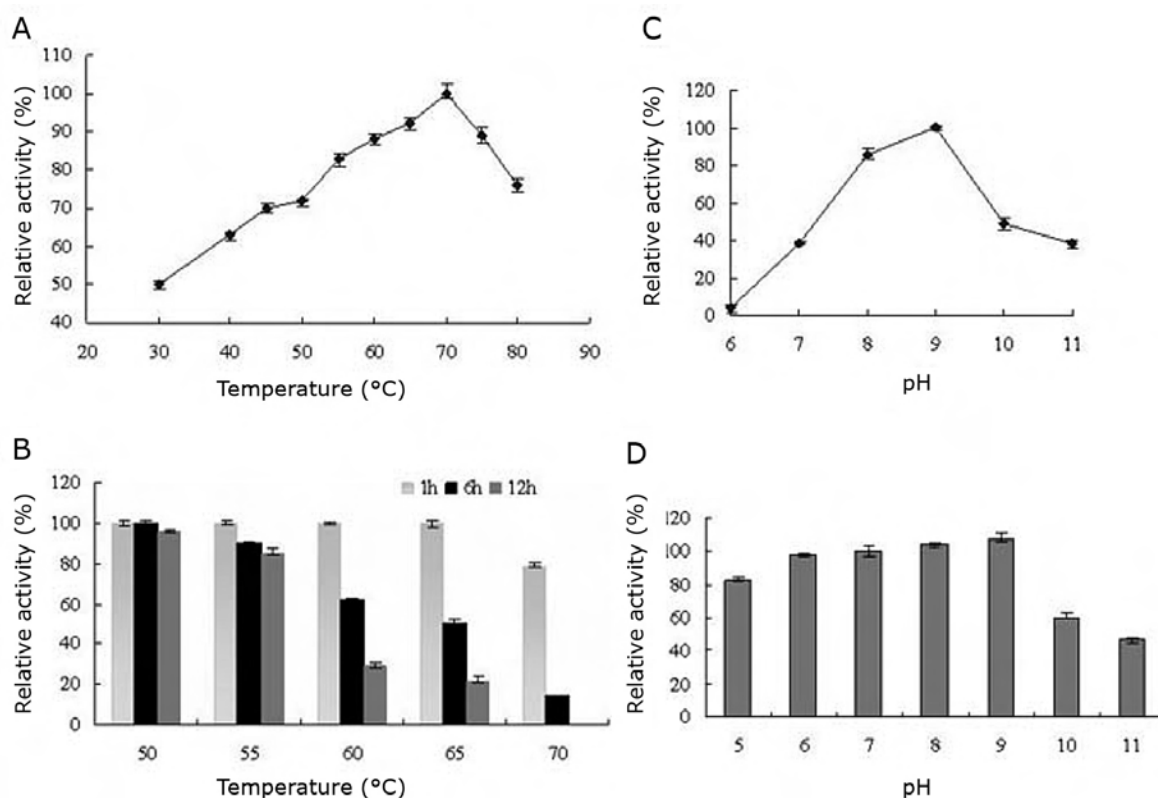 A
Relative activity (%)
110
100
90
80
70
60
50
40
20 30 40 50 60 70 80 90
Temperature (°C)
C
Relative activity (%)
120
100
80
60
40
20
0
6 7 8 9 10 11
pH
B
Relative activity (%)
1h 6h 12h
120
100
80
60
40
20
0
50 55 60 65 70
Temperature (°C)
D
Relative activity (%)
120
100
80
60
40
20
0
5 6 7 8 9 10 11
pH